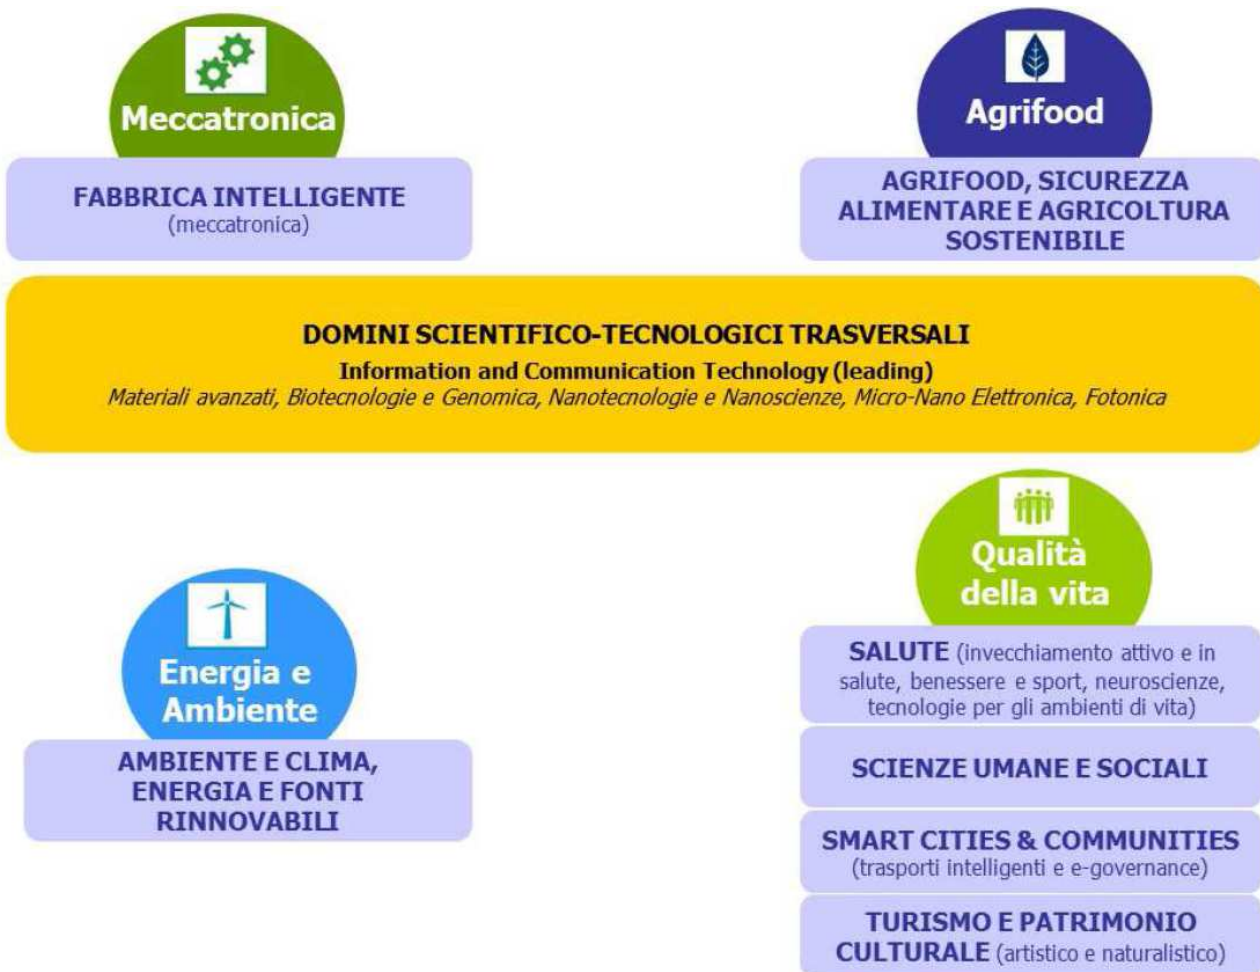 Meccatronica
FABBRICA INTELLIGENTE
(meccatronica)
Agrifood
AGRIFOOD, SICUREZZA
ALIMENTARE E AGRICOLTURA
SOSTENIBILE
DOMINI SCIENTIFICO-TECNOLOGICI TRASVERSALI
Information and Communication Technology (leading)
Materiali avanzati, Biotecnologie e Genomica, Nanotecnologie e Nanoscienze, Micro-Nano Elettronica, Fotonica
Energia e
Ambiente
AMBIENTE E CLIMA,
ENERGIA E FONTI
RINNOVABILI
Qualità
della vita
SALUTE (invecchiamento attivo e in
salute, benessere e sport, neuroscienze,
tecnologie per gli ambienti di vita)
SCIENZE UMANE E SOCIALI
SMART CITIES & COMMUNITIES
(trasporti intelligenti e e-governance)
TURISMO E PATRIMONIO
CULTURALE (artistico e naturalistico)